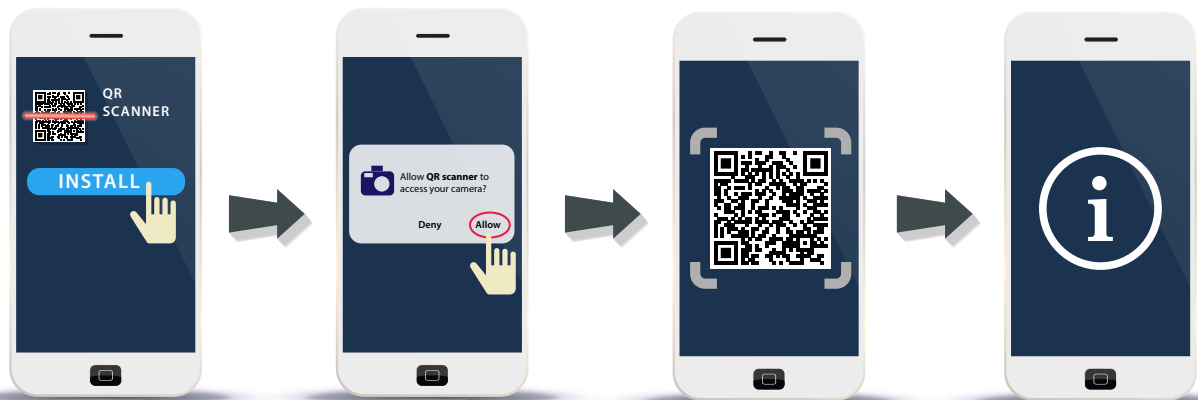 QR
SCANNER
INSTALL
Allow QR scanner to
access your camera?
Deny Allow
i